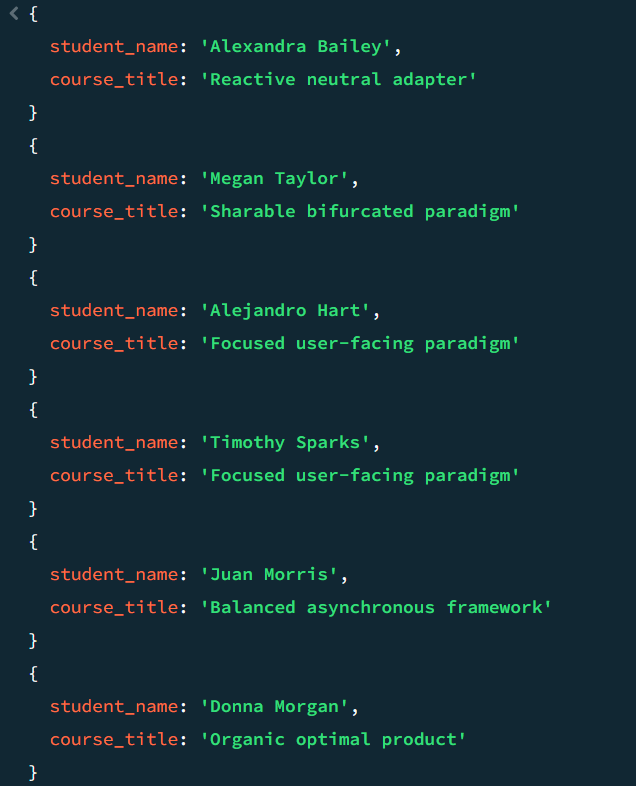 {
student_name: 'Alexandra Bailey',
course_title: 'Reactive neutral adapter'
}
{
student_name: 'Megan Taylor',
course_title: 'Sharable bifurcated paradigm'
}
{
student_name: 'Alejandro Hart',
course_title: 'Focused user-facing paradigm'
}
{
student_name: 'Timothy Sparks',
course_title: 'Focused user-facing paradigm'
}
{
student_name: 'Juan Morris',
course_title: 'Balanced asynchronous framework'
}
{
student_name: 'Donna Morgan',
course_title: 'Organic optimal product'
}